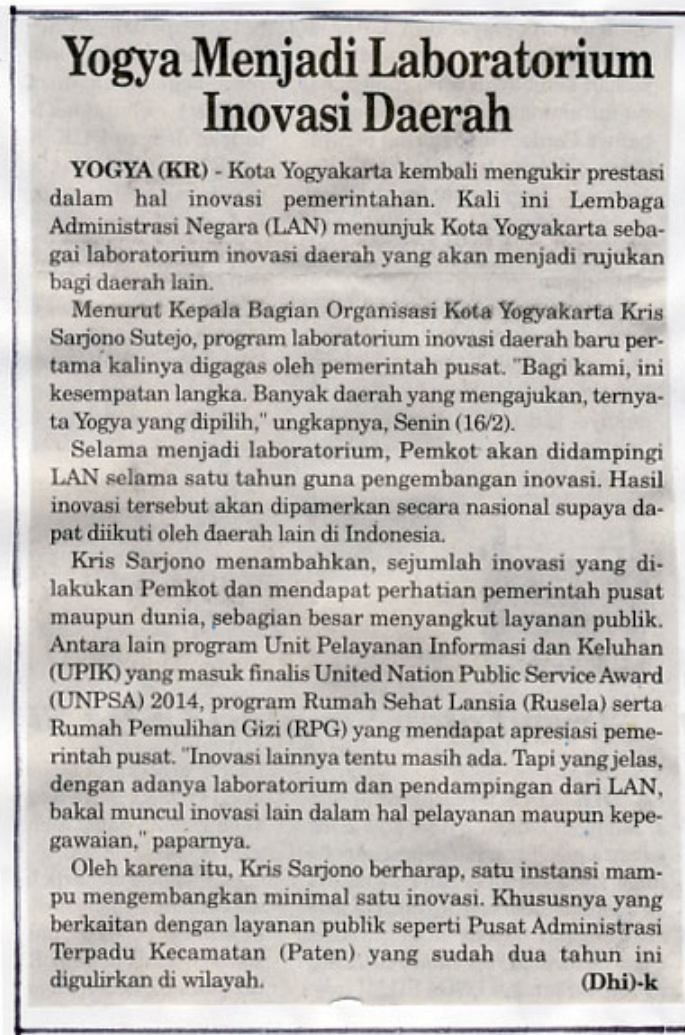 Yogya Menjadi Laboratorium
Inovasi Daerah
YOGYA (KR) - Kota Yogyakarta kembali mengukir prestasi
dalam hal inovasi pemerintahan. Kali ini Lembaga
Administrasi Negara (LAN) menunjuk Kota Yogyakarta seba-
gai laboratorium inovasi daerah yang akan menjadi rujukan
bagi daerah lain.
Menurut Kepala Bagian Organisasi Kota Yogyakarta Kris
Sarjono Sutejo, program laboratorium inovasi daerah baru per-
tama kalinya digagas oleh pemerintah pusat. "Bagi kami, ini
kesempatan langka. Banyak daerah yang mengajukan, ternya-
ta Yogya yang dipilih," ungkapnya, Senin (16/2).
Selama menjadi laboratorium, Pemkot akan didampingi
LAN selama satu tahun guna pengembangan inovasi. Hasil
inovasi tersebut akan dipamerkan secara nasional supaya da-
pat diikuti oleh daerah lain di Indonesia.
Kris Sarjono menambahkan, sejumlah inovasi yang di-
lakukan Pemkot dan mendapat perhatian pemerintah pusat
maupun dunia, sebagian besar menyangkut layanan publik.
Antara lain program Unit Pelayanan Informasi dan Keluhan
(UPIK) yang masuk finalis United Nation Public Service Award
(UNPSA) 2014, program Rumah Sehat Lansia (Rusela) serta
Rumah Pemulihan Gizi (RPG) yang mendapat apresiasi peme-
rintah pusat. "Inovasi lainnya tentu masih ada. Tapi yang jelas,
dengan adanya laboratorium dan pendampingan dari LAN,
bakal muncul inovasi lain dalam hal pelayanan maupun kepe-
gawaian," paparnya.
Oleh karena itu, Kris Sarjono berharap, satu instansi mam-
pu mengembangkan minimal satu inovasi. Khususnya yang
berkaitan dengan layanan publik seperti Pusat Administrasi
Terpadu Kecamatan (Paten) yang sudah dua tahun ini
digulirkan di wilayah. (Dhi)-k